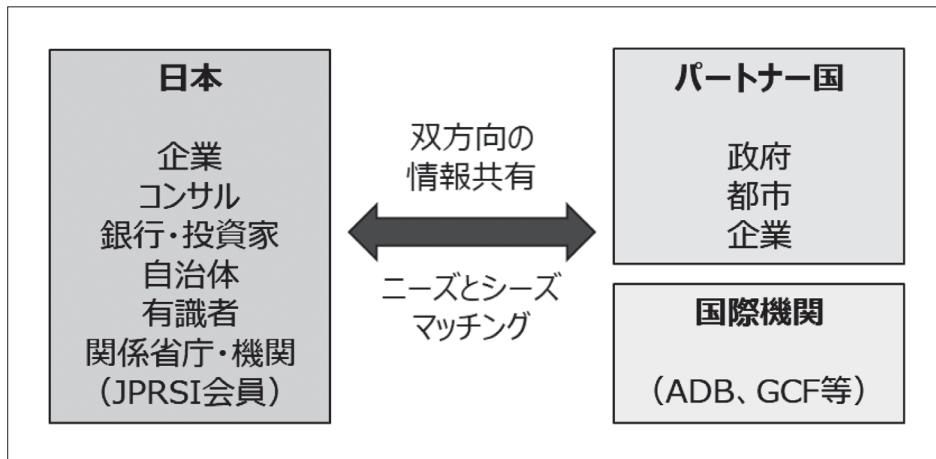 日本
企業
コンサル
銀行・投資家
自治体
有識者
関係省庁・機関
（JPRSI会員）
双方向の
情報共有
ニーズとシーズ
マッチング
パートナー国
政府
都市
企業
国際機関
（ADB、GCF等）